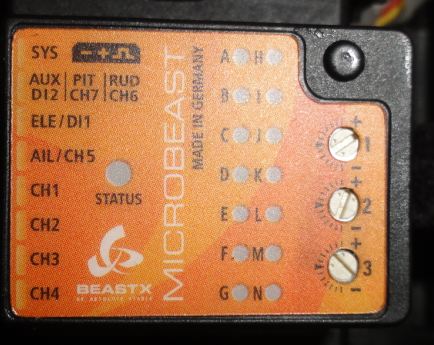 SYS
AUX | PIT | RUD
DI2 | CH7 | CH6
ELE/DI1
AIL/CH5
CH1
CH2
CH3
CH4
STATUS
BEASTX
MICROBEAST
MADE IN GERMANY
A H
B I
C J
D K
E L
F M
G N
+ 1 -
+ 2 -
+ 3 -